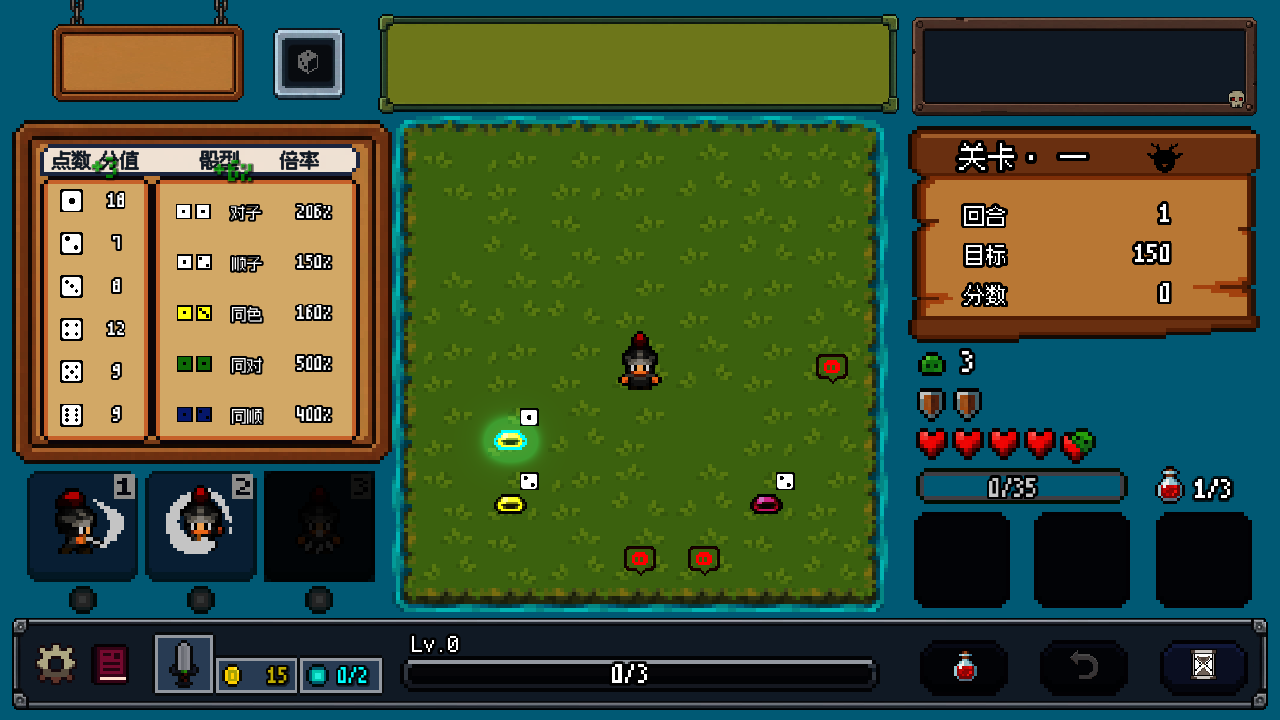 点数 分值 骰型 倍率
+3 +6%
18 对子 206%
7 顺子 150%
8 同色 160%
12 同对 500%
9 同顺 400%
9
1 2 3
关卡·一
回合 1
目标 150
分数 0
3
0/35 1/3
Lv.0
15 0/2 0/3